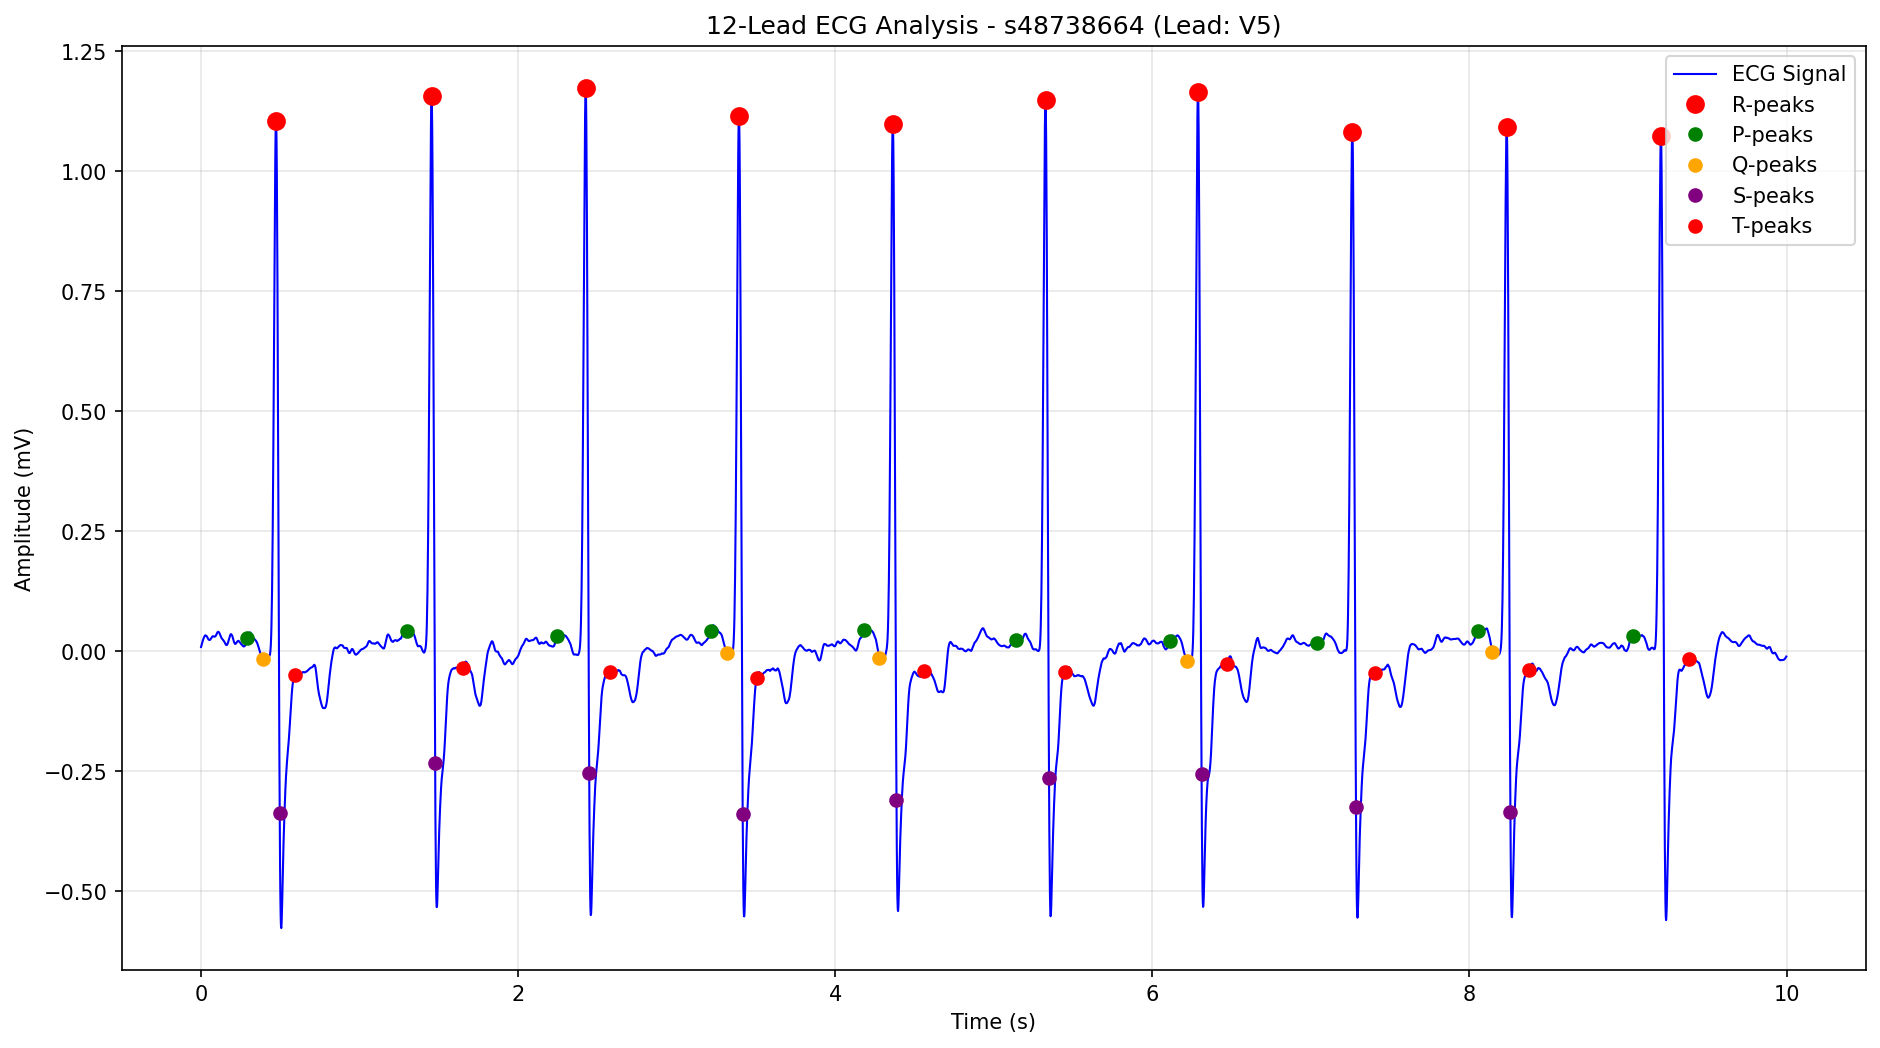 12-Lead ECG Analysis - s48738664 (Lead: V5)
ECG Signal
R-peaks
P-peaks
Q-peaks
S-peaks
T-peaks
Amplitude (mV)
1.25
1.00
0.75
0.50
0.25
0.00
−0.25
−0.50
0 2 4 6 8 10
Time (s)